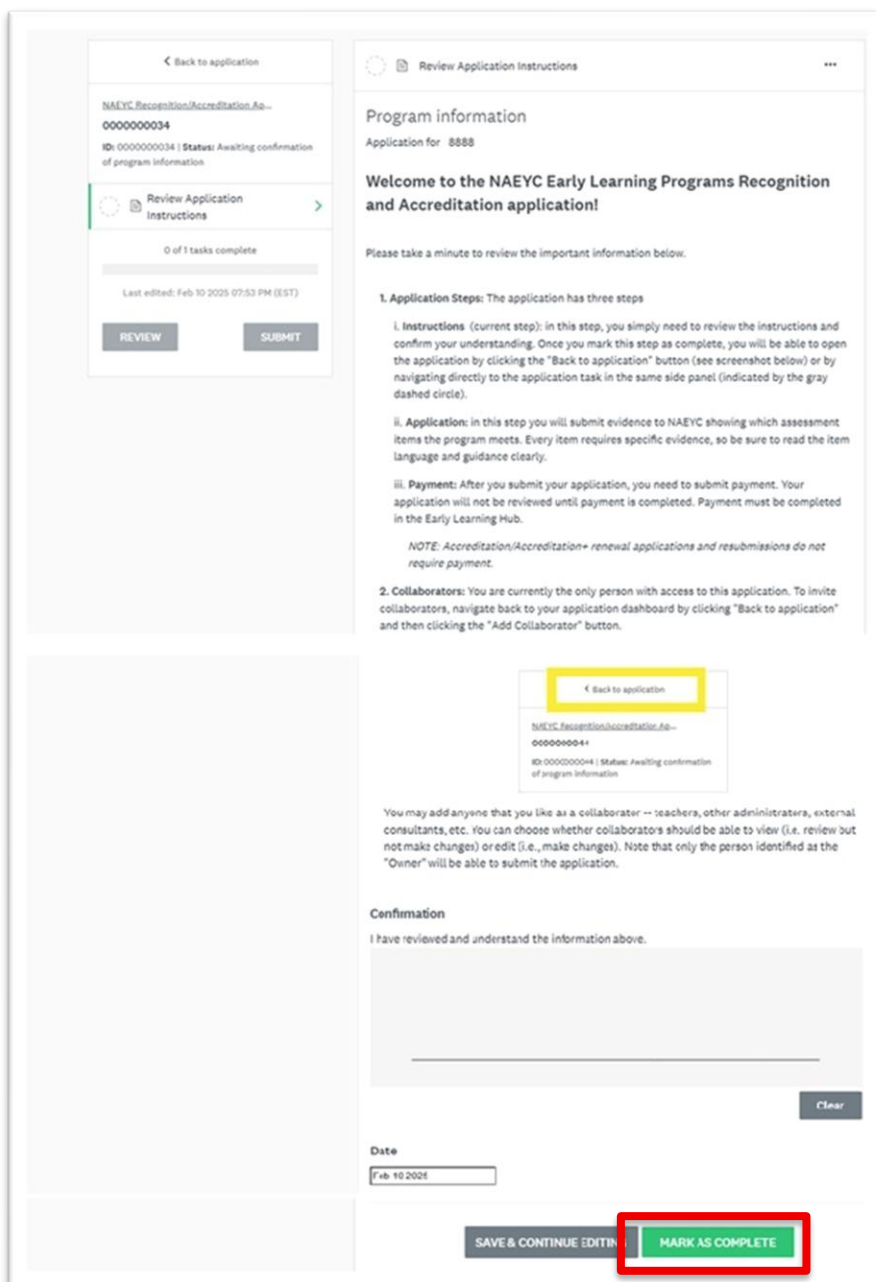 Back to application
NAEYC Recognition/Accreditation Ap...
0000000034
ID: 0000000034 | Status: Awaiting confirmation
of program information
Review Application
Instructions
0 of 1 tasks complete
Last edited: Feb 10 2025 07:53 PM (EST)
REVIEW SUBMIT
Review Application Instructions ...
Program information
Application for 8888
Welcome to the NAEYC Early Learning Programs Recognition
and Accreditation application!
Please take a minute to review the important information below.
1. Application Steps: The application has three steps
i. Instructions (current step): in this step, you simply need to review the instructions and
confirm your understanding. Once you mark this step as complete, you will be able to open
the application by clicking the "Back to application" button (see screenshot below) or by
navigating directly to the application task in the same side panel (indicated by the gray
dashed circle).
ii. Application: in this step you will submit evidence to NAEYC showing which assessment
items the program meets. Every item requires specific evidence, so be sure to read the item
language and guidance clearly.
iii. Payment: After you submit your application, you need to submit payment. Your
application will not be reviewed until payment is completed. Payment must be completed
in the Early Learning Hub.
NOTE: Accreditation/Accreditation+ renewal applications and resubmissions do not
require payment.
2. Collaborators: You are currently the only person with access to this application. To invite
collaborators, navigate back to your application dashboard by clicking "Back to application"
and then clicking the "Add Collaborator" button.
Back to application
NAEYC Recognition/Accreditation Ap...
ID: | Status: Awaiting confirmation
of program information
You may add anyone that you like as a collaborator -- teachers, other administrators, external
consultants, etc. You can choose whether collaborators should be able to view (i.e. review but
not make changes) or edit (i.e., make changes). Note that only the person identified as the
"Owner" will be able to submit the application.
Confirmation
I have reviewed and understand the information above.
Clear
Date
Feb 10 2025
SAVE & CONTINUE EDITIN MARK AS COMPLETE